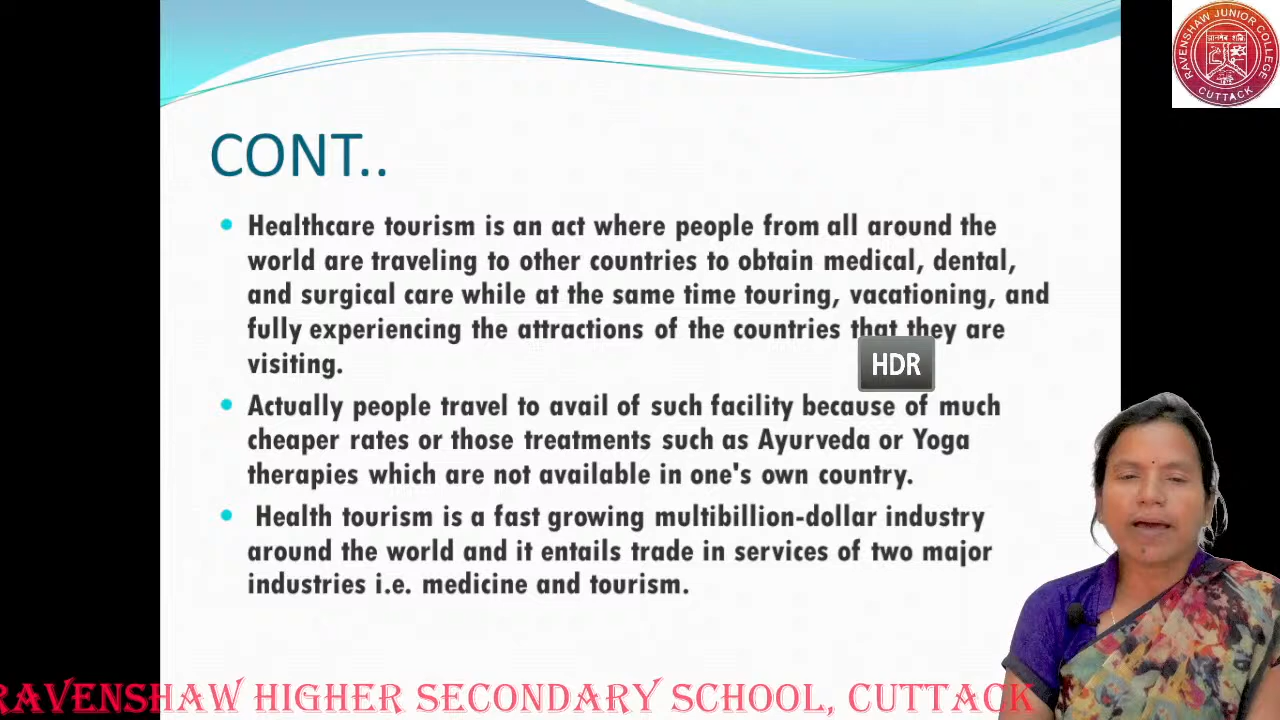 RAVENSHAW JUNIOR COLLEGE
CUTTACK
CONT..
Healthcare tourism is an act where people from all around the
world are traveling to other countries to obtain medical, dental,
and surgical care while at the same time touring, vacationing, and
fully experiencing the attractions of the countries that they are
visiting.
HDR
Actually people travel to avail of such facility because of much
cheaper rates or those treatments such as Ayurveda or Yoga
therapies which are not available in one's own country.
Health tourism is a fast growing multibillion-dollar industry
around the world and it entails trade in services of two major
industries i.e. medicine and tourism.
RAVENSHAW HIGHER SECONDARY SCHOOL, CUTTACK